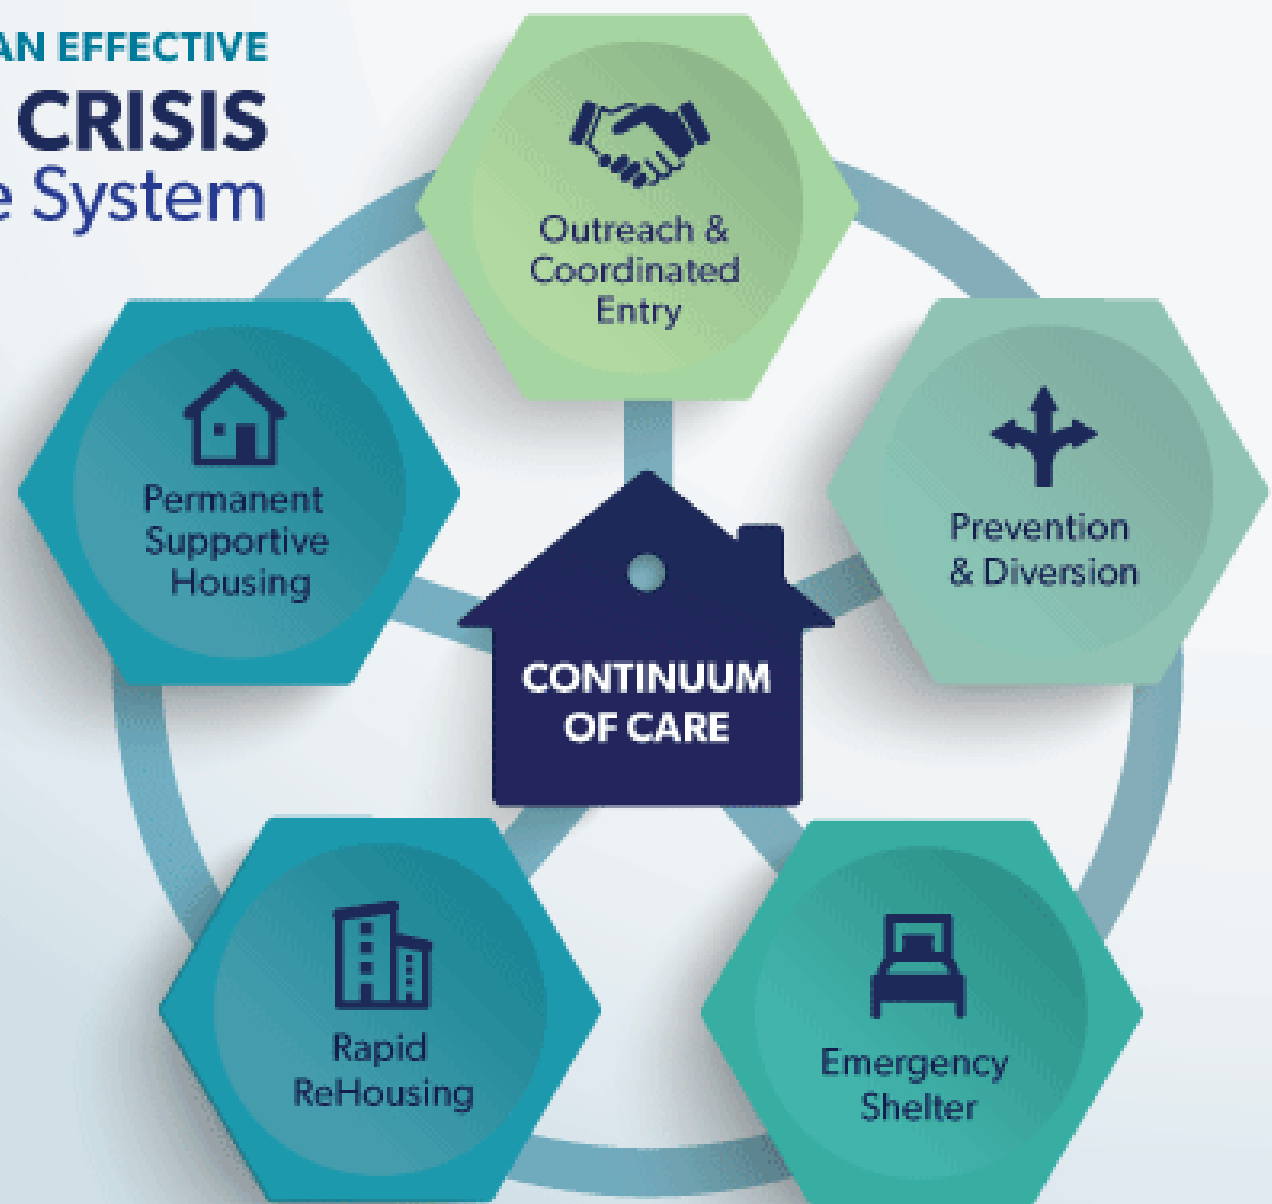 AN EFFECTIVE
CRISIS
e System
Outreach &
Coordinated
Entry
Prevention
& Diversion
Emergency
Shelter
Rapid
ReHousing
Permanent
Supportive
Housing
CONTINUUM
OF CARE